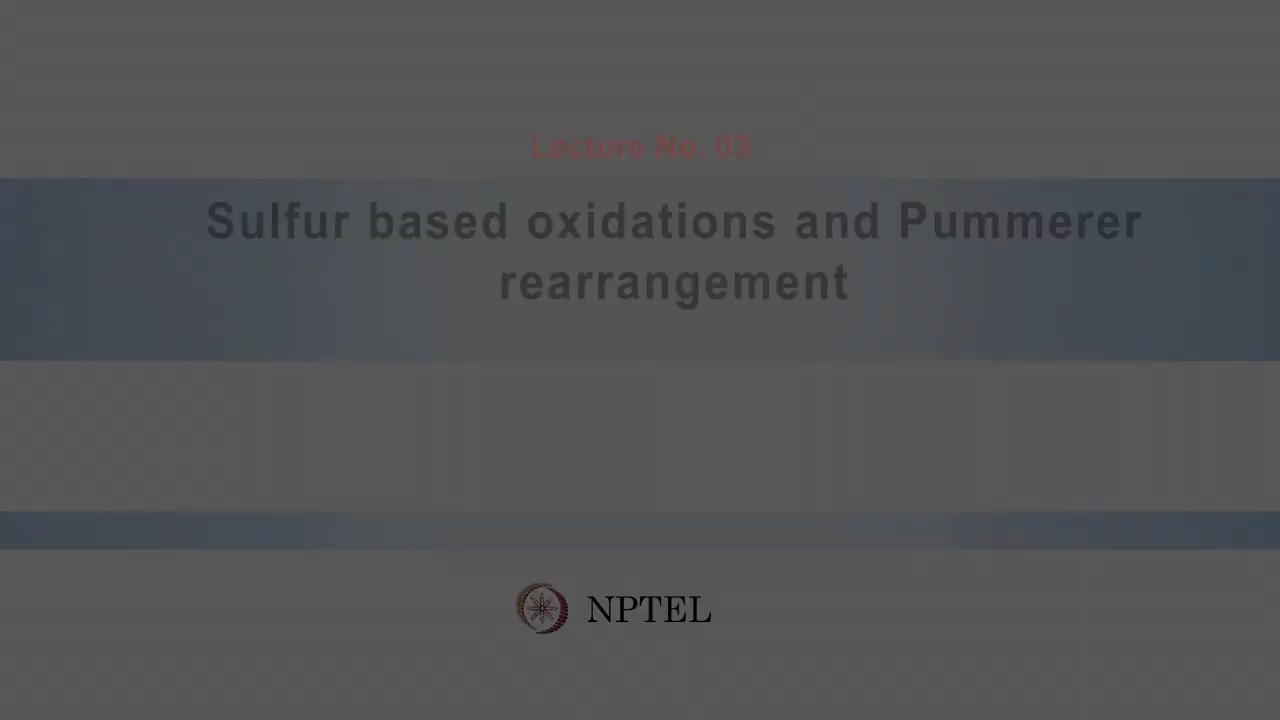 Lecture No. 03
Sulfur based oxidations and Pummerer
rearrangement
NPTEL